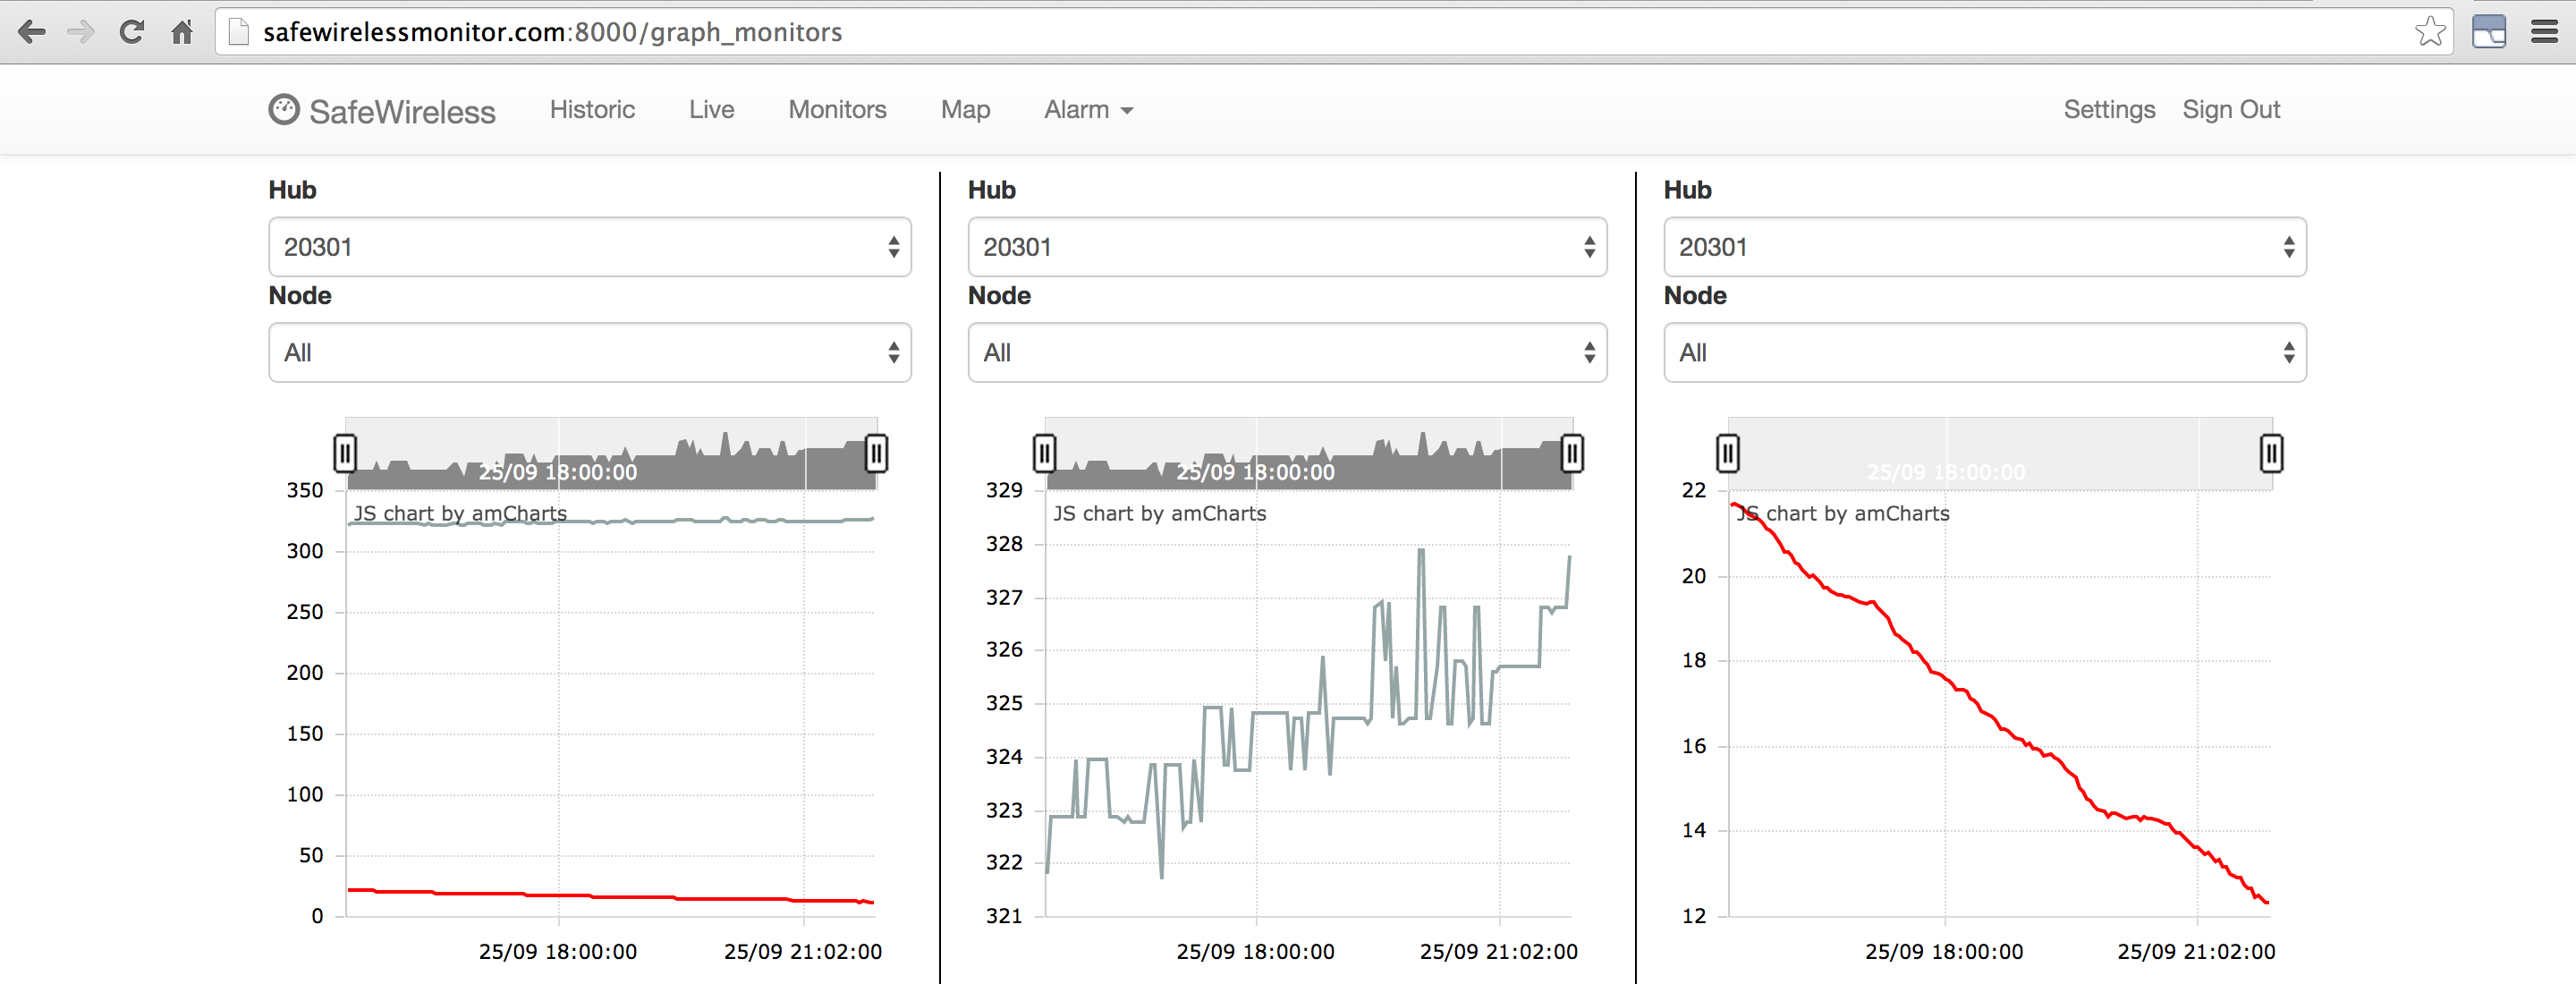 safewirelessmonitor.com:8000/graph_monitors
SafeWireless Historic Live Monitors Map Alarm Settings Sign Out
Hub
20301
Node
All
25/09 18:00:00
JS chart by amCharts
350
300
250
200
150
100
50
0
25/09 18:00:00 25/09 21:02:00
Hub
20301
Node
All
25/09 18:00:00
JS chart by amCharts
329
328
327
326
325
324
323
322
321
25/09 18:00:00 25/09 21:02:00
Hub
20301
Node
All
25/09 18:00:00
JS chart by amCharts
22
20
18
16
14
12
25/09 18:00:00 25/09 21:02:00